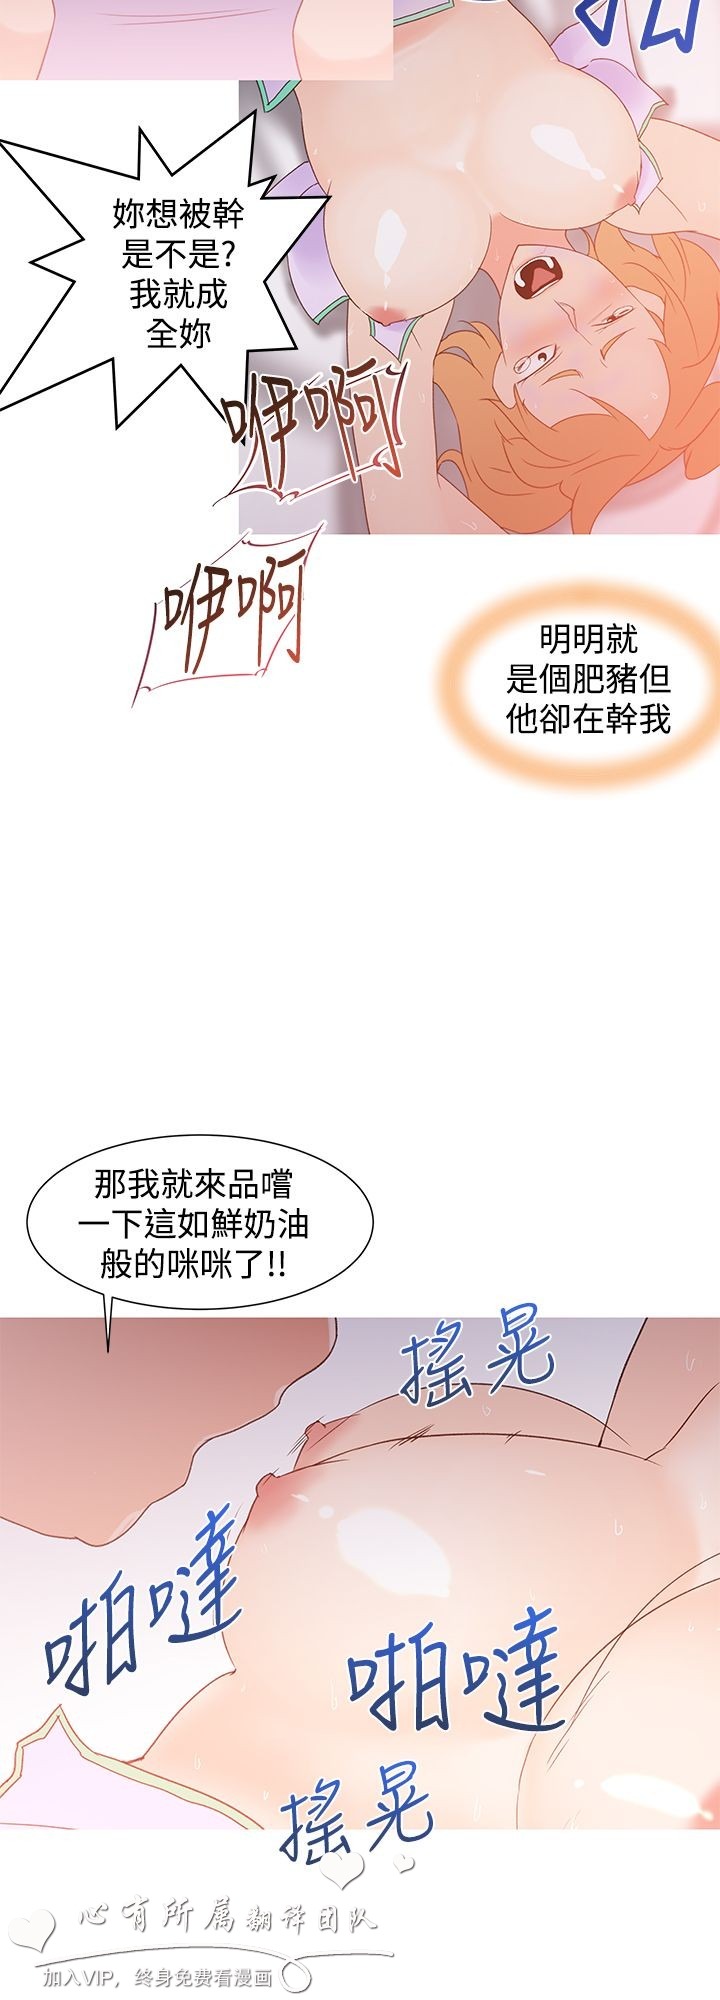 妳想被幹
是不是?
我就成
全妳
咿啊
咿啊
明明就
是個肥豬但
他卻在幹我
那我就來品嚐
一下這如鮮奶油
般的咪咪了!!
搖晃
啪噠
啪噠
搖晃
心有所属翻译团队
加入VIP，终身免费看漫画